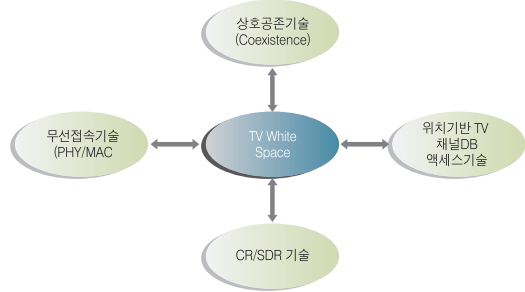 상호공존기술
(Coexistence)
무선접속기술
(PHY/MAC
TV White
Space
위치기반 TV
채널DB
액세스기술
CR/SDR 기술